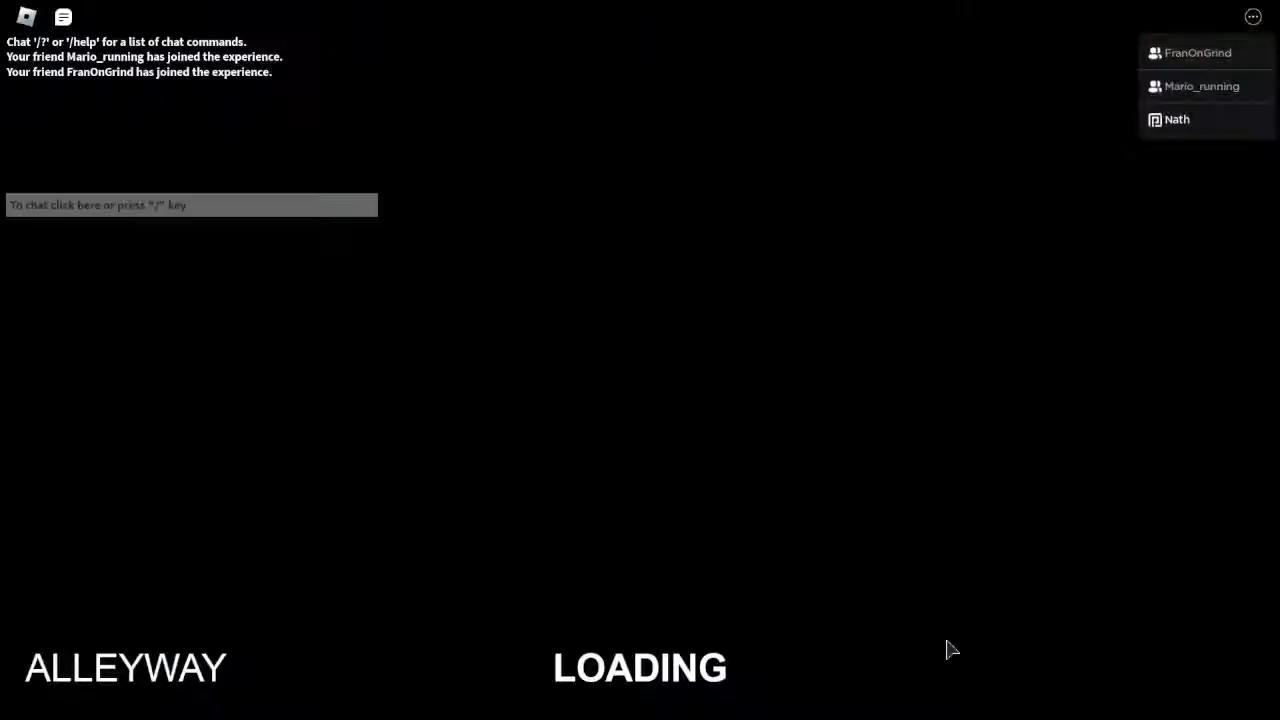 Chat '/?' or '/help' for a list of chat commands.
Your friend Mario_running has joined the experience.
Your friend FranOnGrind has joined the experience.
FranOnGrind
Mario_running
Nath
To chat click here or press "/" key
ALLEYWAY
LOADING